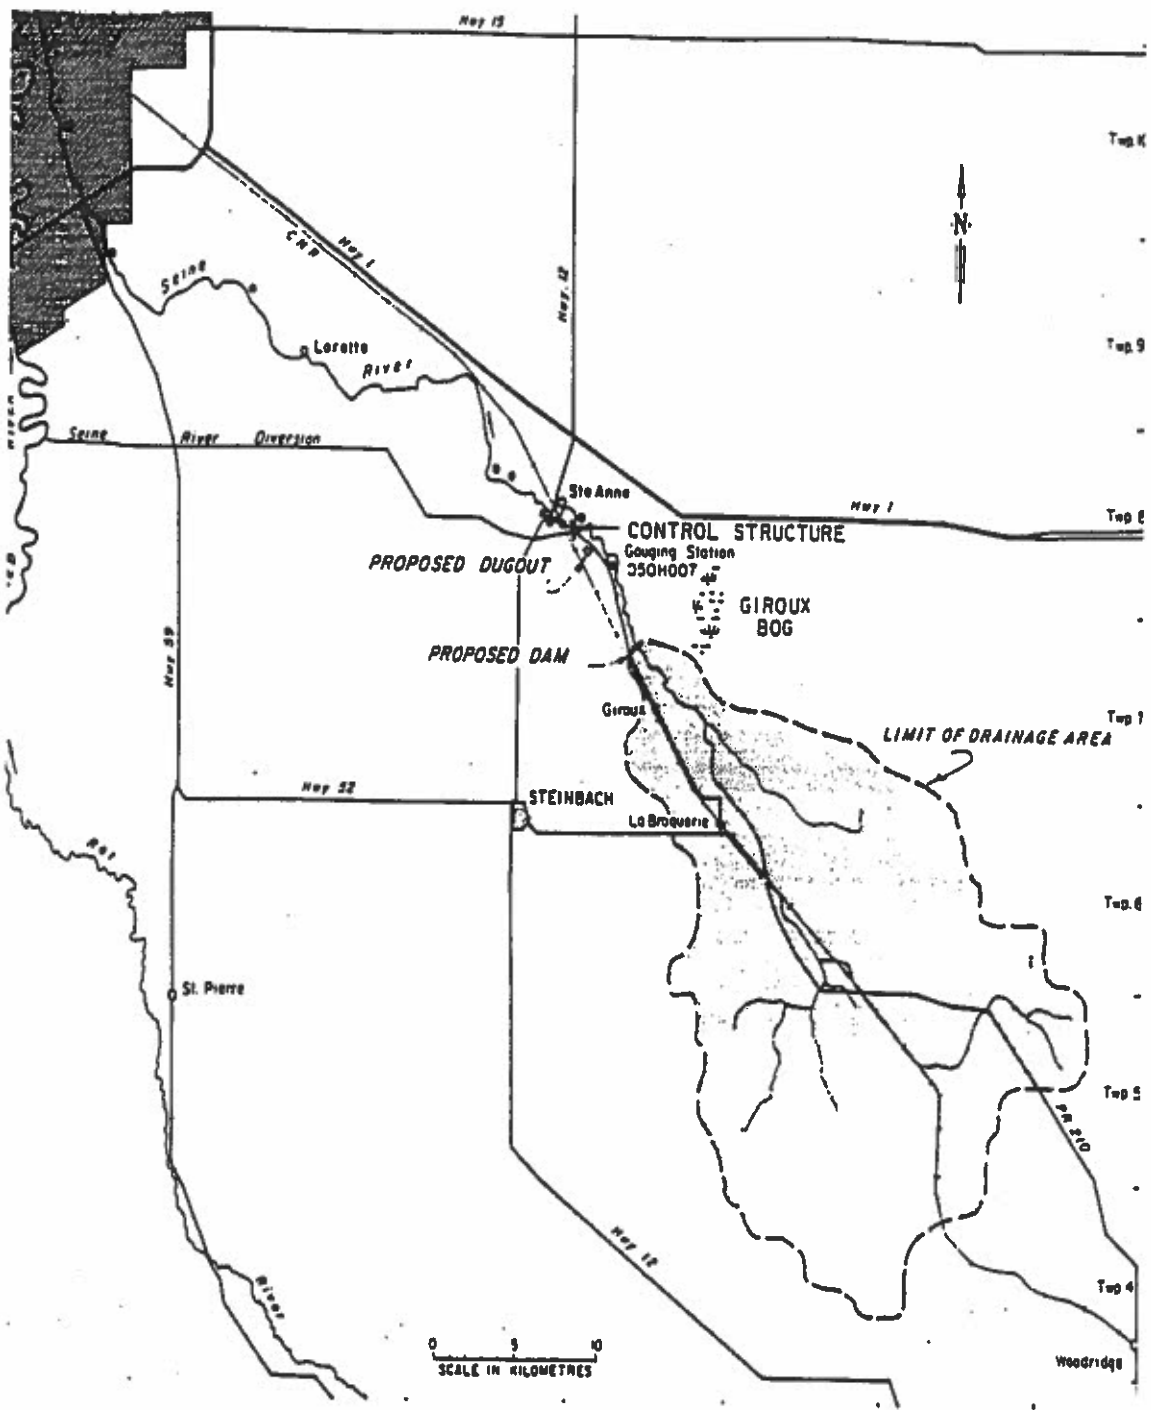 Hwy 15
Twp. 1
N
CNR
Hwy 1
Seine
Hwy. 12
Lorette
River
Twp. 9
RIVER
Seine River Diversion
Ste Anne
Hwy 1
Twp 8
CONTROL STRUCTURE
Gauging Station
05OH007
PROPOSED DUGOUT
GIROUX
BOG
PROPOSED DAM
Hwy 59
Giroux
Twp 7
LIMIT OF DRAINAGE AREA
Hwy 52
STEINBACH
La Broquerie
Rat
Twp. 6
St. Pierre
Twp 5
PR 210
Hwy 12
River
Twp 4
0 5 10
SCALE IN KILOMETRES
Woodridge